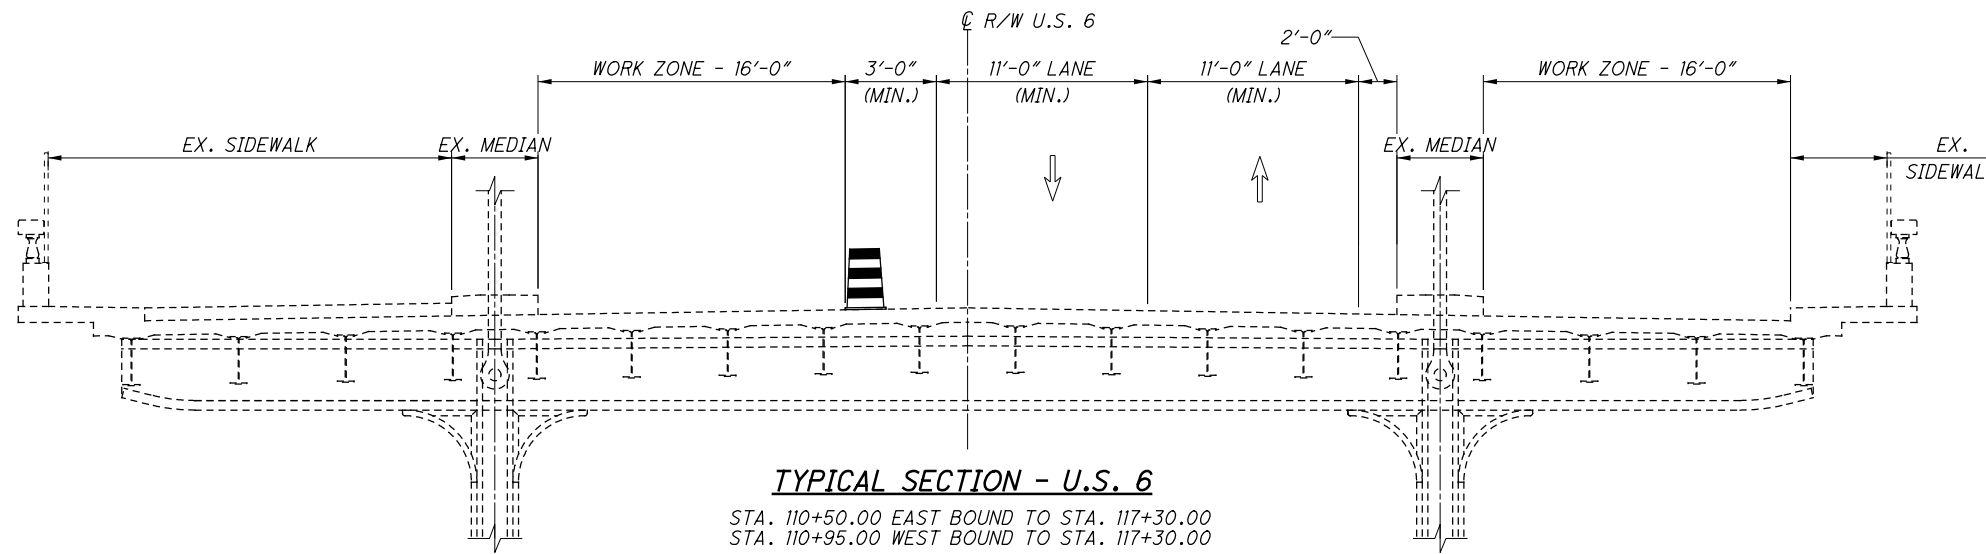 ℄ R/W U.S. 6
2'-0"
WORK ZONE - 16'-0"
3'-0"
(MIN.)
11'-0" LANE
(MIN.)
11'-0" LANE
(MIN.)
WORK ZONE - 16'-0"
EX. SIDEWALK
EX. MEDIAN
EX. MEDIAN
EX.
SIDEWAL
TYPICAL SECTION - U.S. 6
STA. 110+50.00 EAST BOUND TO STA. 117+30.00
STA. 110+95.00 WEST BOUND TO STA. 117+30.00